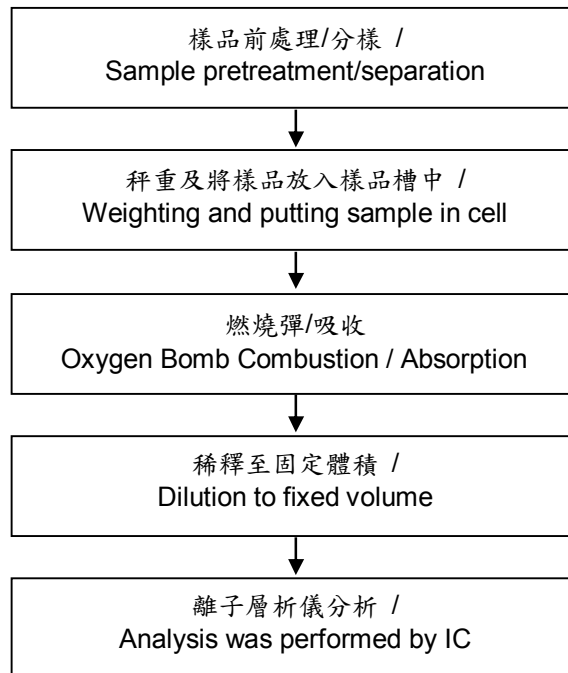 樣品前處理/分樣 /
Sample pretreatment/separation
秤重及將樣品放入樣品槽中 /
Weighting and putting sample in cell
燃燒彈/吸收
Oxygen Bomb Combustion / Absorption
稀釋至固定體積 /
Dilution to fixed volume
離子層析儀分析 /
Analysis was performed by IC